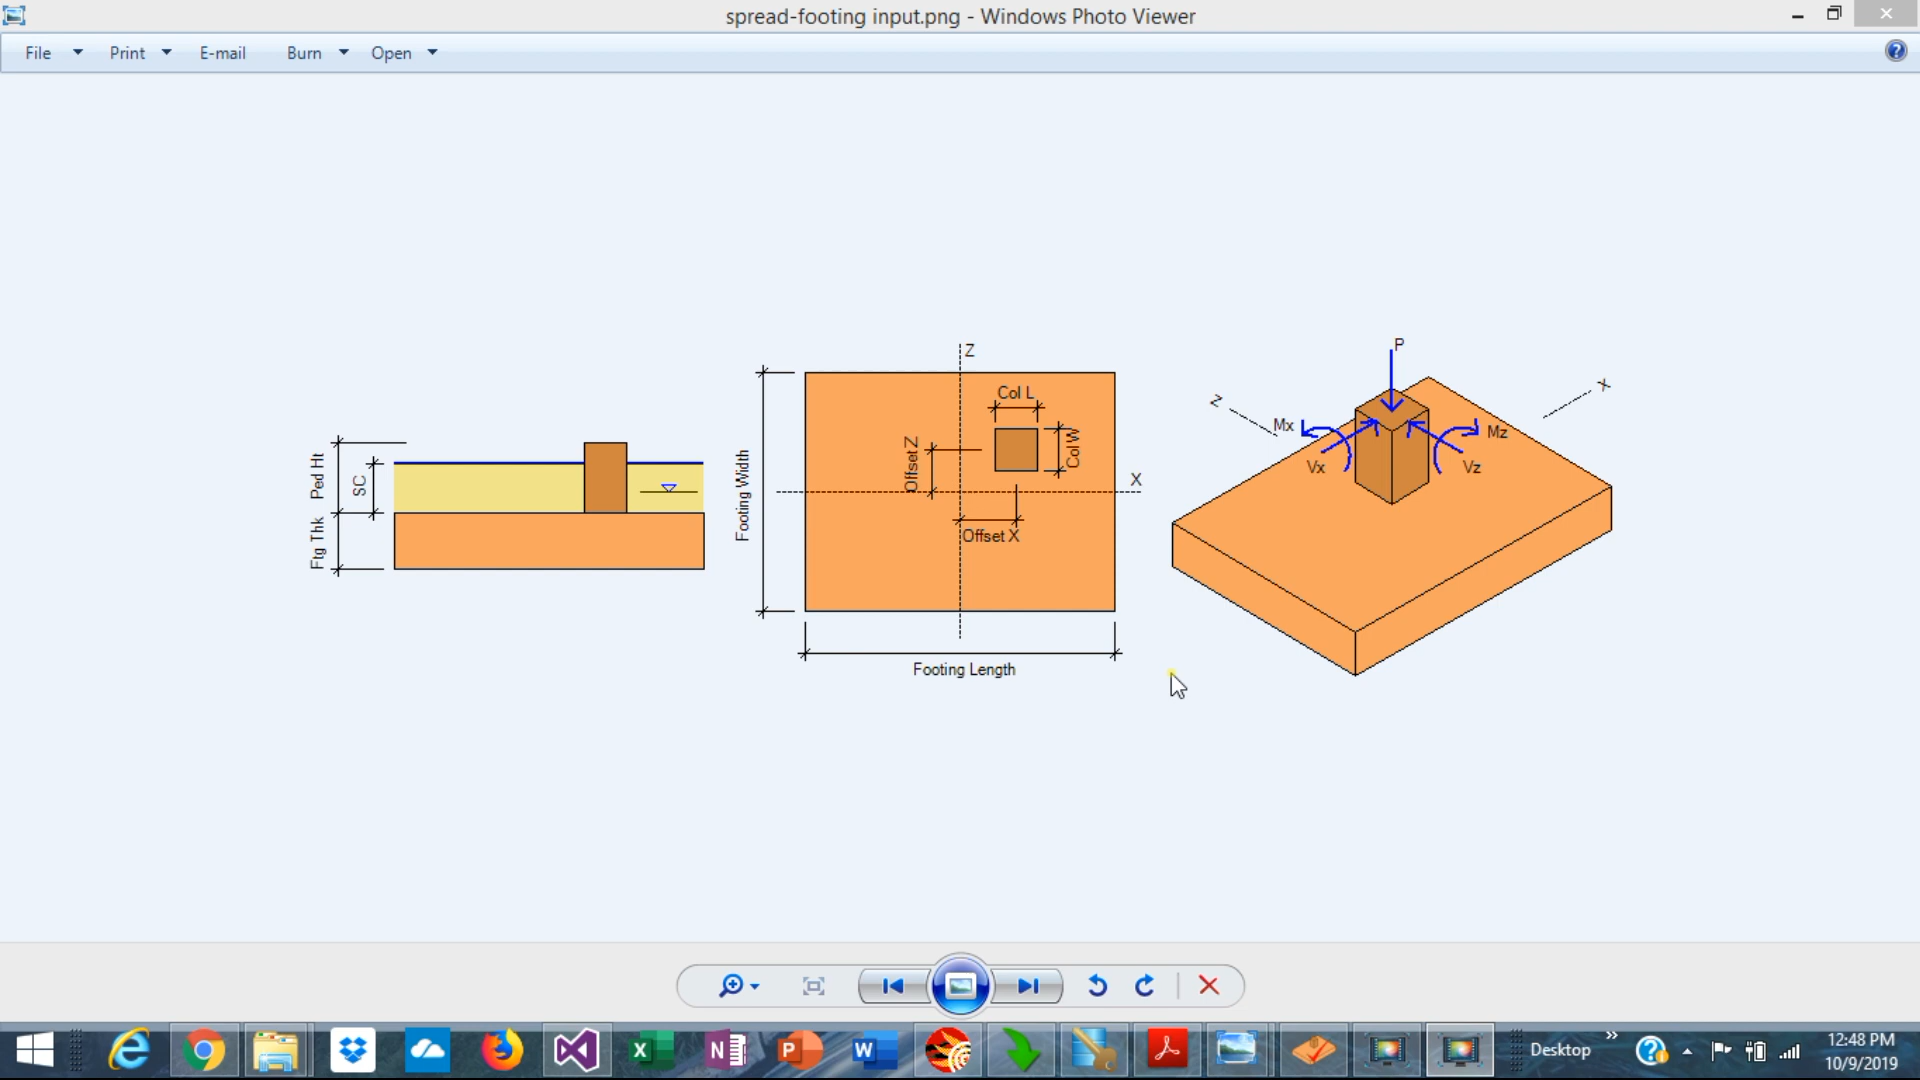 spread-footing input.png - Windows Photo Viewer
File Print E-mail Burn Open
P
Z
X
Z
Col L
Mx
Mz
Vx
Vz
Ped Ht
SC
Ftg Thk
Footing Width
Offset Z
Col W
X
Offset X
Footing Length
Desktop
12:48 PM
10/9/2019